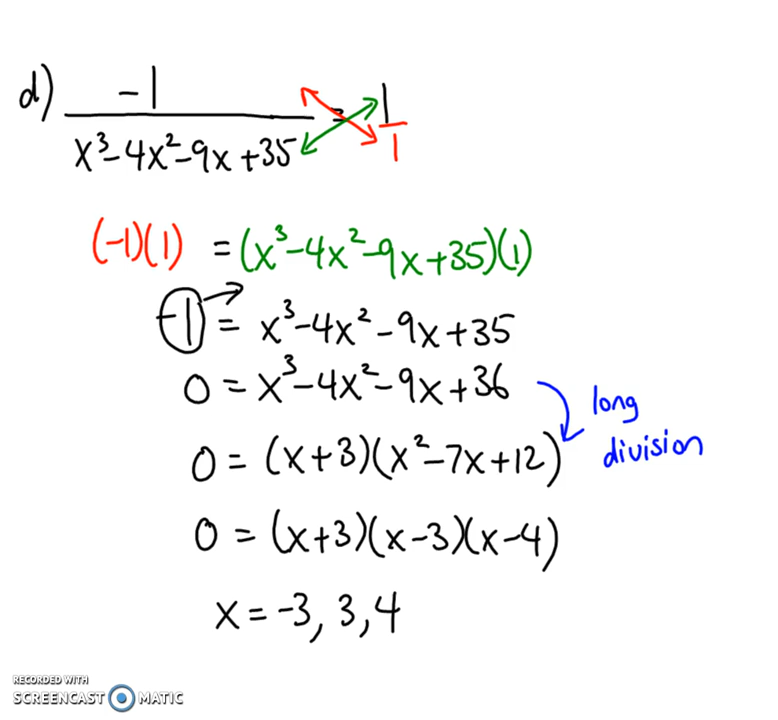 d) -1 / x³-4x²-9x+35 = 1/1
(-1)(1) = (x³-4x²-9x+35)(1)
-1 = x³-4x²-9x+35
0 = x³-4x²-9x+36
long
division
0 = (x+3)(x²-7x+12)
0 = (x+3)(x-3)(x-4)
x = -3, 3, 4
RECORDED WITH
SCREENCAST MATIC